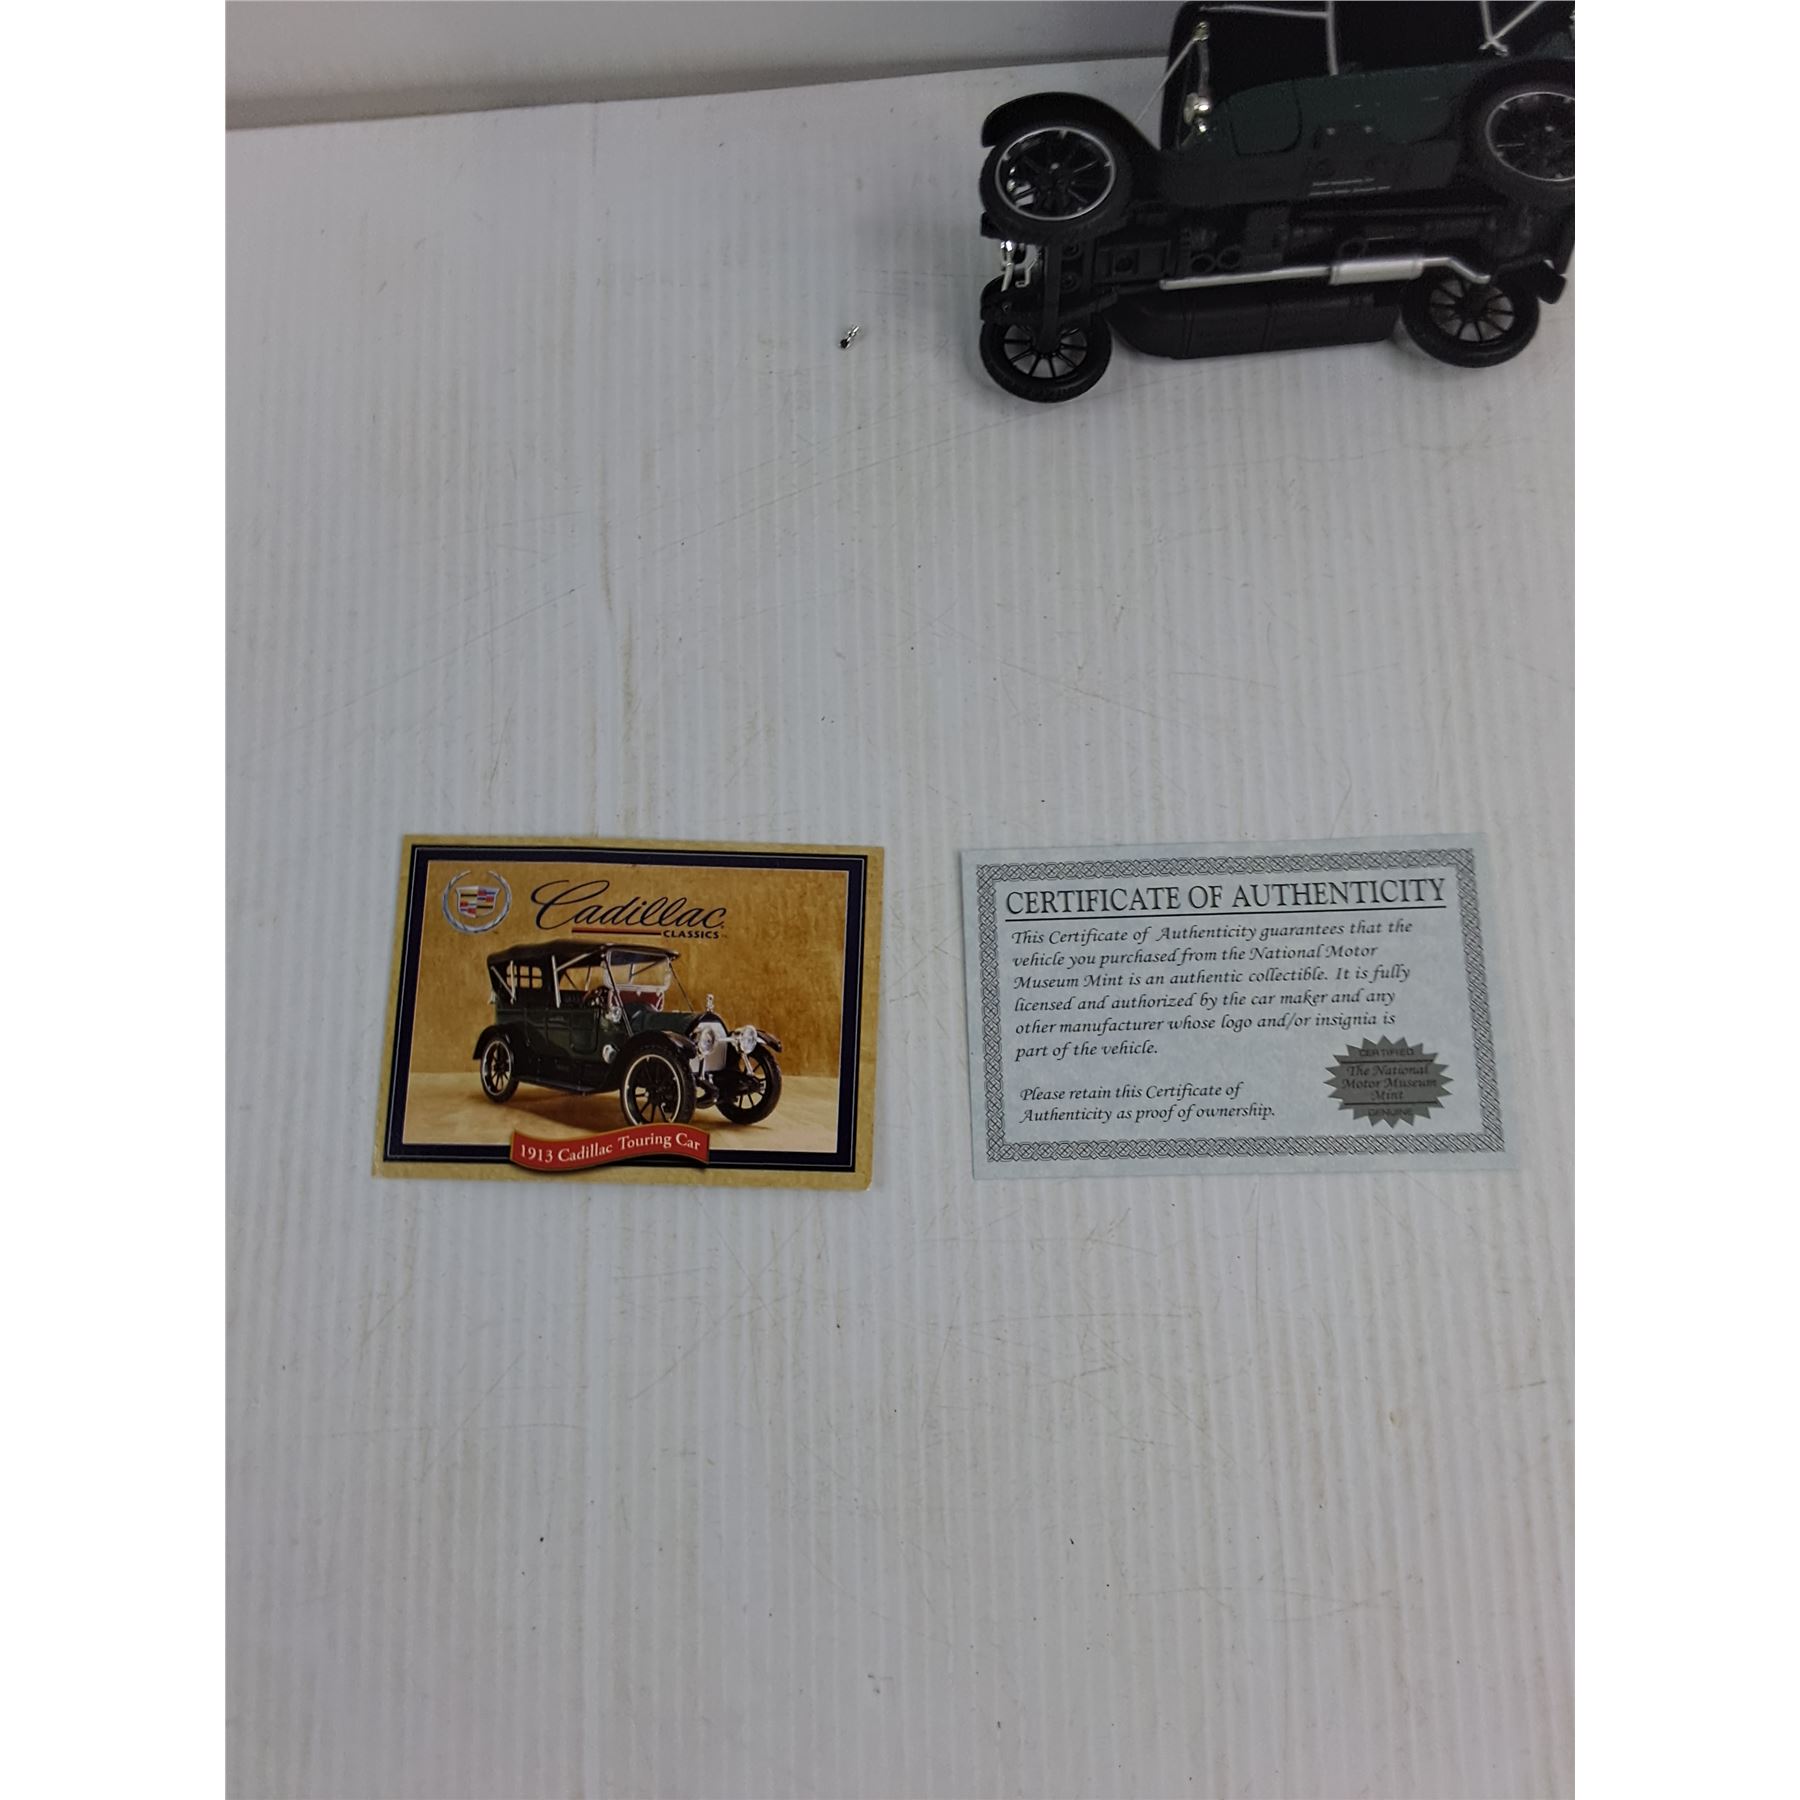 Cadillac
CLASSICS
1913 Cadillac Touring Car
CERTIFICATE OF AUTHENTICITY
This Certificate of Authenticity guarantees that the
vehicle you purchased from the National Motor
Museum Mint is an authentic collectible. It is fully
licensed and authorized by the car maker and any
other manufacturer whose logo and/or insignia is
part of the vehicle.
Please retain this Certificate of
Authenticity as proof of ownership.
CERTIFIED
The National
Motor Museum
Mint
GENUINE